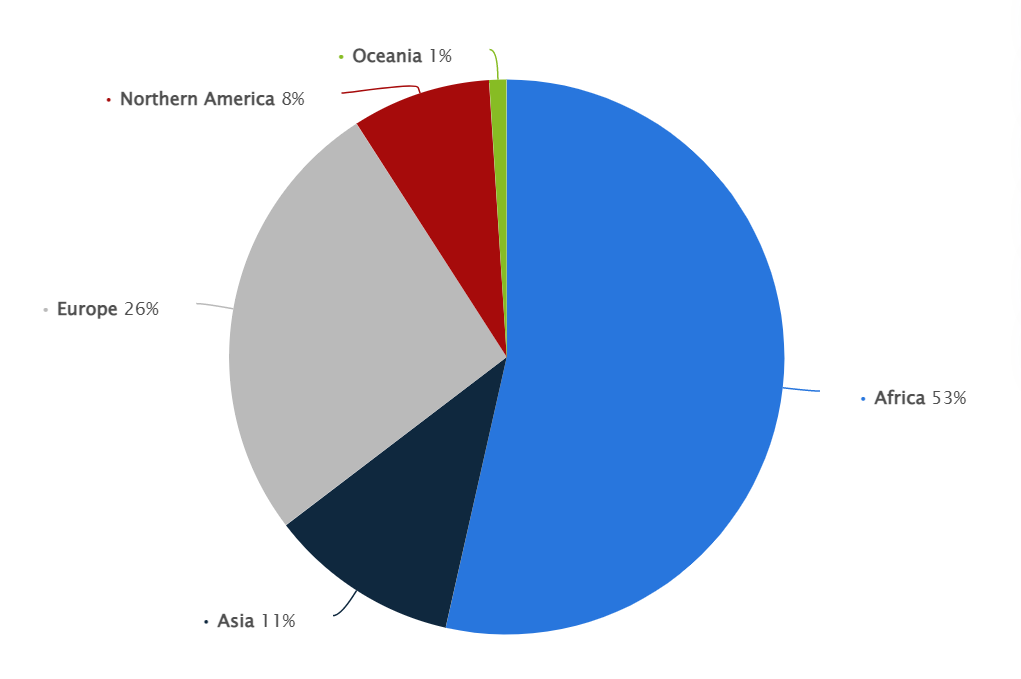 Oceania 1%
Northern America 8%
Europe 26%
Africa 53%
Asia 11%